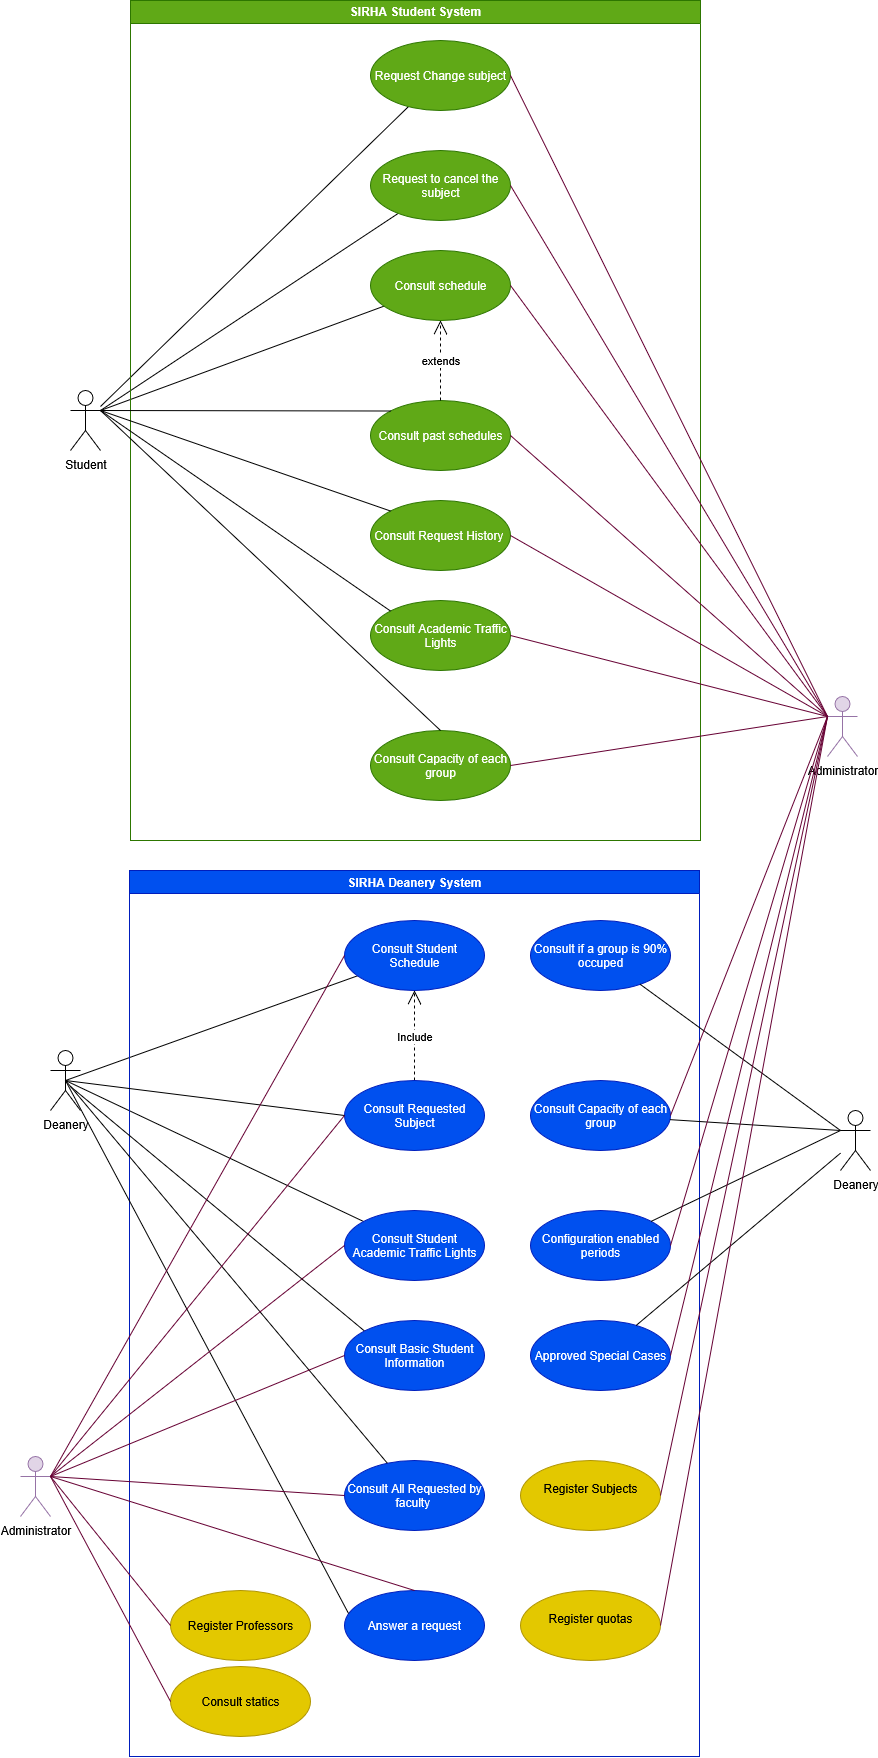 SIRHA Student System
Request Change subject
Request to cancel the
subject
Consult schedule
extends
Student
Consult past schedules
Consult Request History
Consult Academic Traffic
Lights
Consult Capacity of each
group
Administrator
SIRHA Deanery System
Consult Student
Schedule
Consult if a group is 90%
occuped
Include
Deanery
Consult Requested
Subject
Consult Capacity of each
group
Deanery
Consult Student
Academic Traffic Lights
Configuration enabled
periods
Consult Basic Student
Information
Approved Special Cases
Administrator
Consult All Requested by
faculty
Register Subjects
Register Professors
Answer a request
Register quotas
Consult statics